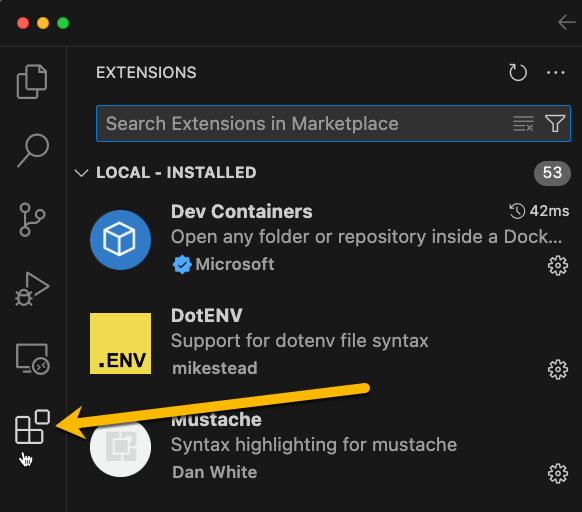 EXTENSIONS
Search Extensions in Marketplace
LOCAL - INSTALLED 53
Dev Containers 42ms
Open any folder or repository inside a Dock...
Microsoft
DotENV
.ENV
Support for dotenv file syntax
mikestead
Mustache
Syntax highlighting for mustache
Dan White